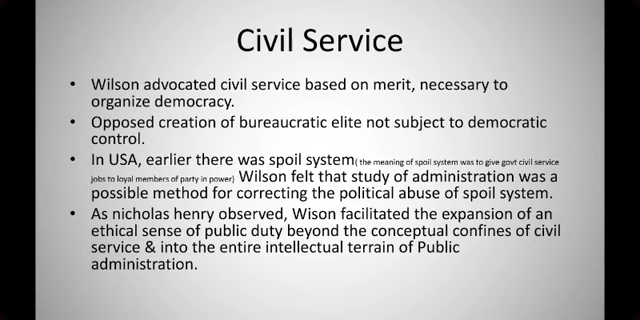 Civil Service
• Wilson advocated civil service based on merit, necessary to
organize democracy.
• Opposed creation of bureaucratic elite not subject to democratic
control.
• In USA, earlier there was spoil system( the meaning of spoil system was to give govt civil service
jobs to loyal members of party in power) Wilson felt that study of administration was a
possible method for correcting the political abuse of spoil system.
• As nicholas henry observed, Wison facilitated the expansion of an
ethical sense of public duty beyond the conceptual confines of civil
service & into the entire intellectual terrain of Public
administration.